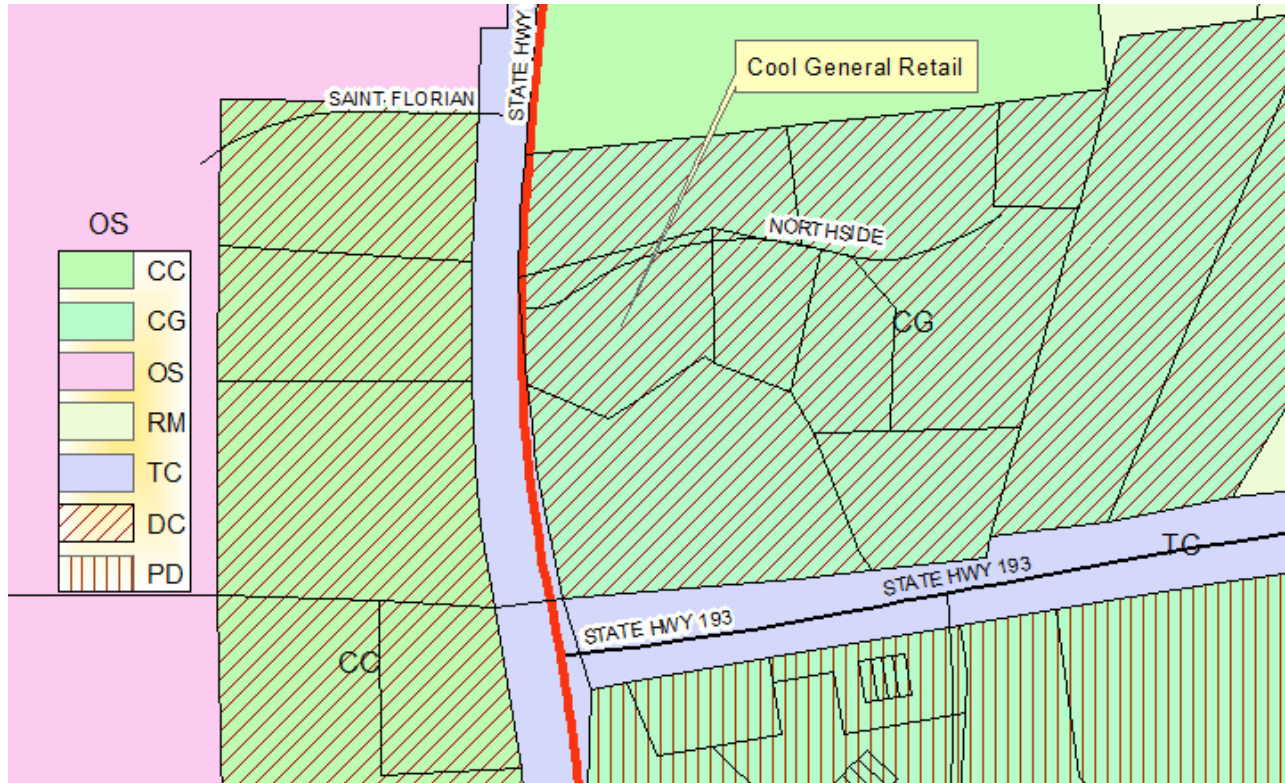 STATE HWY
Cool General Retail
SAINT FLORIAN
OS
NORTHSIDE
CC
CG
OS
RM
TC
DC
PD
CG
TC
STATE HWY 193
STATE HWY 193
CC